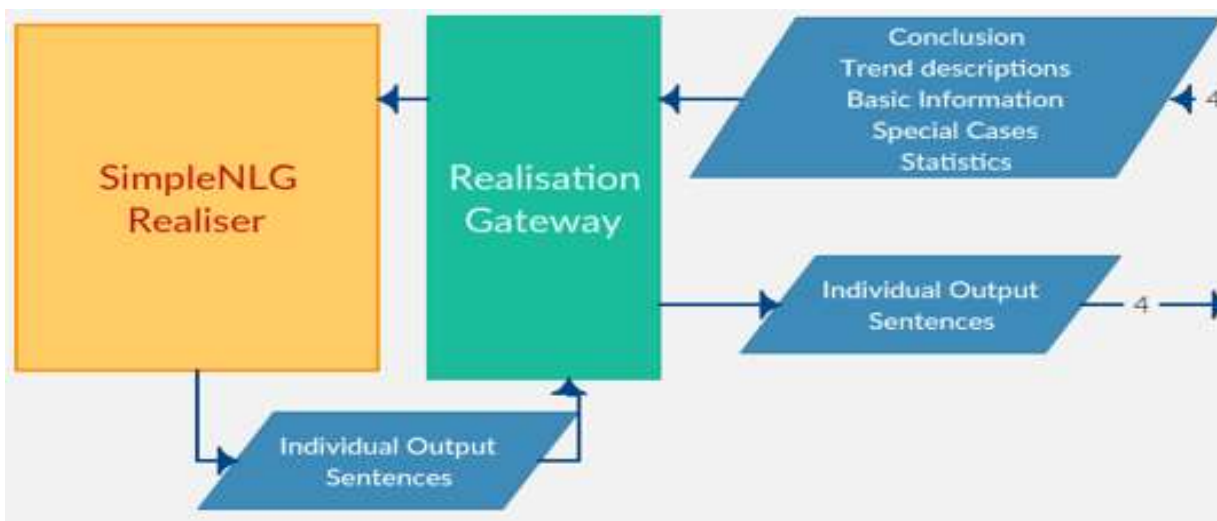 SimpleNLG
Realiser
Realisation
Gateway
Conclusion
Trend descriptions
Basic Information
Special Cases
Statistics
4
Individual Output
Sentences
4
Individual Output
Sentences